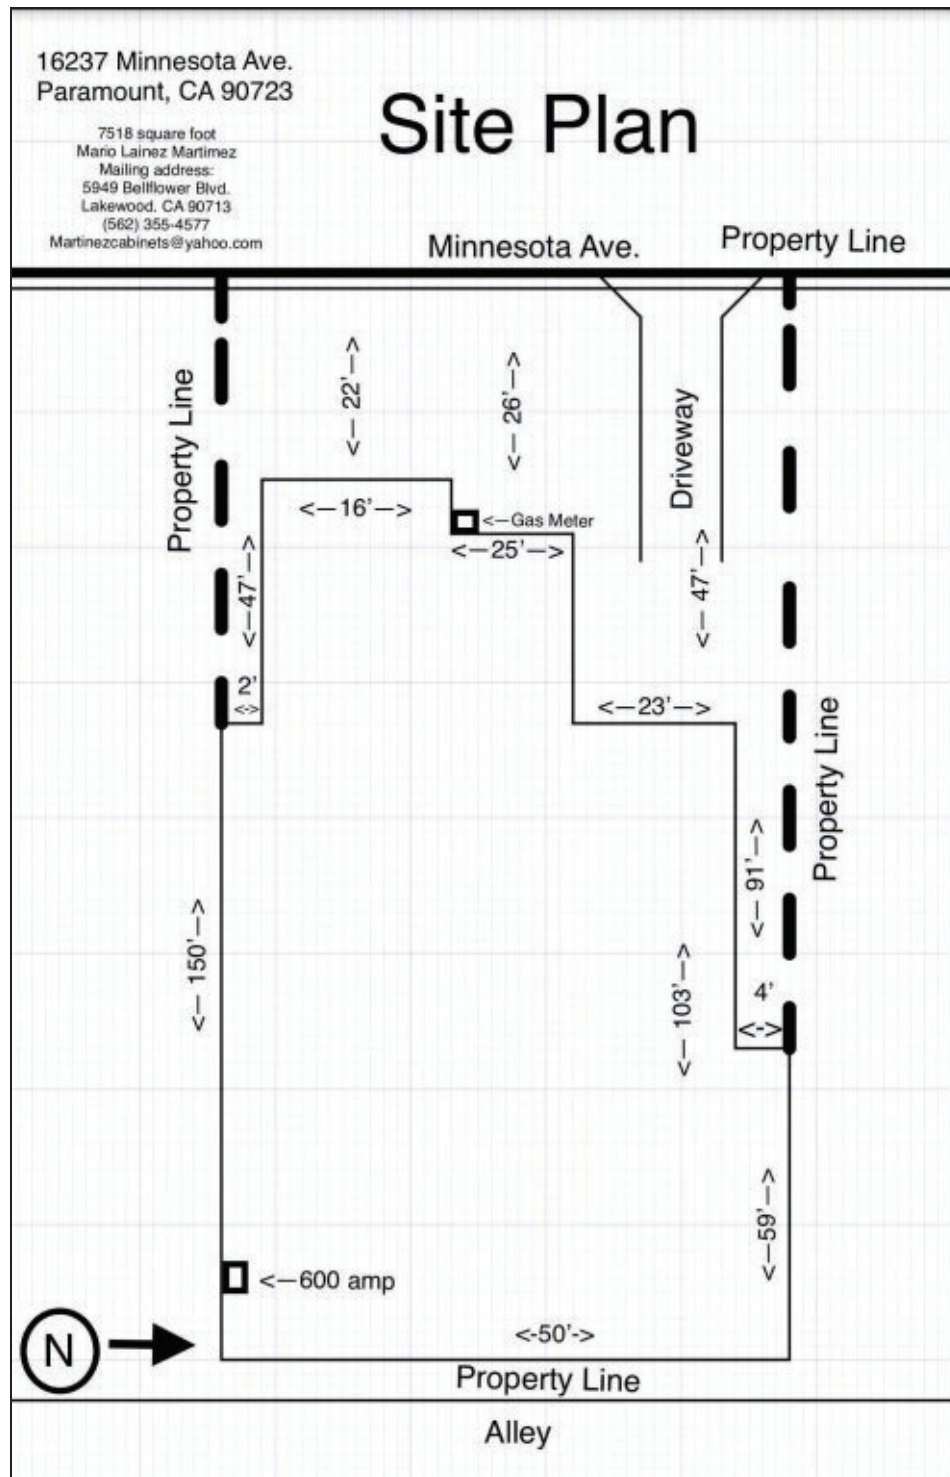 16237 Minnesota Ave.
Paramount, CA 90723
Site Plan
7518 square foot
Mario Lainez Martimez
Mailing address:
5949 Bellflower Blvd.
Lakewood, CA 90713
(562) 355-4577
Martinezcabinets@yahoo.com
Minnesota Ave.
Property Line
Property Line
<— 22'—>
<— 26'—>
Driveway
<—16'—>
<—Gas Meter
<—25'—>
<—47'—>
<— 47'—>
2'
<->
<—23'—>
Property Line
<— 91'—>
<— 150'—>
<— 103'—>
4'
<->
<—59'—>
<—600 amp
<-50'->
N
Property Line
Alley